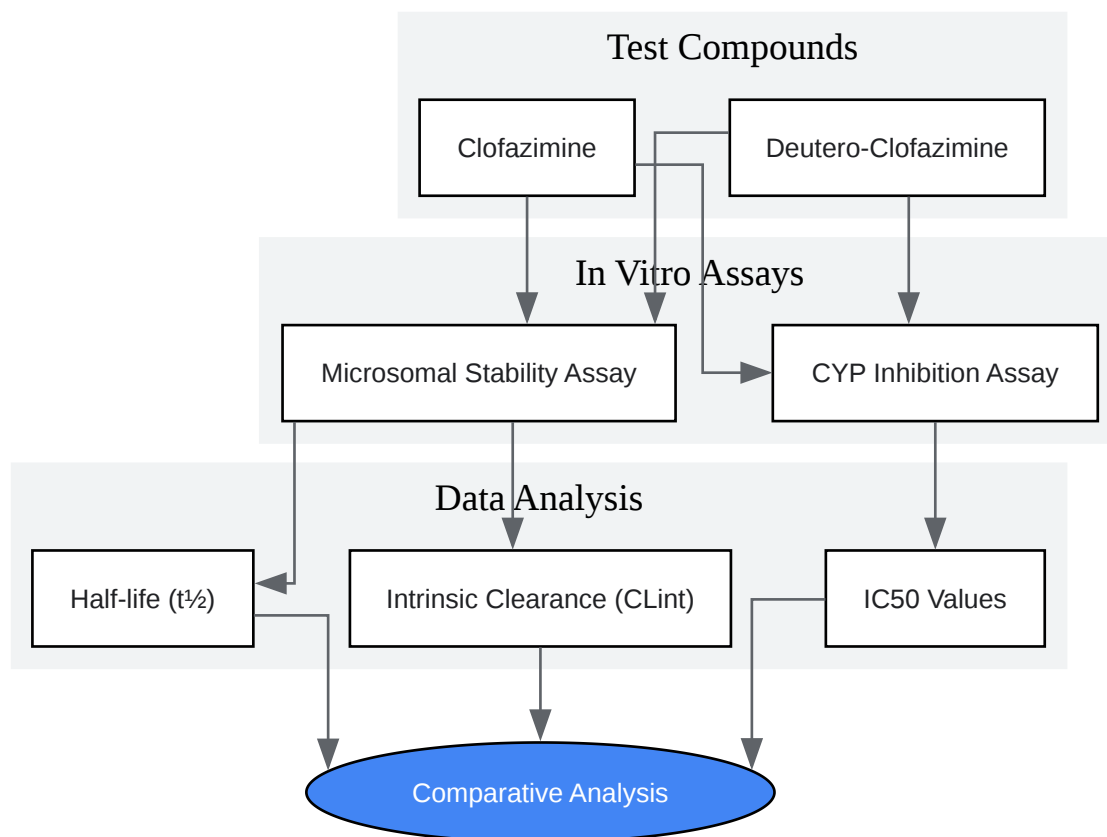 Test Compounds
Clofazimine
Deutero-Clofazimine
In Vitro Assays
Microsomal Stability Assay
CYP Inhibition Assay
Data Analysis
Half-life (t½)
Intrinsic Clearance (CLint)
IC50 Values
Comparative Analysis